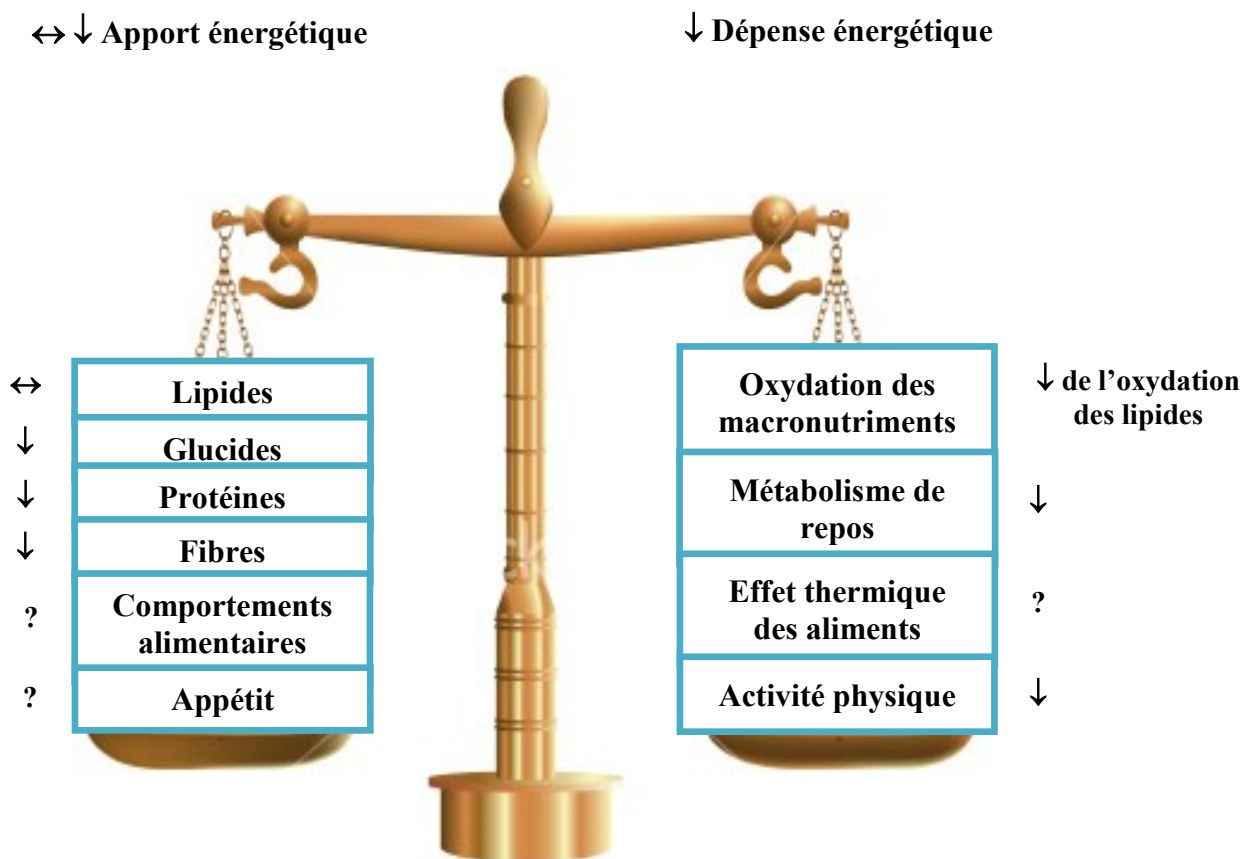 ↔ ↓ Apport énergétique
↓ Dépense énergétique
↔ Lipides
↓ Glucides
↓ Protéines
↓ Fibres
? Comportements
alimentaires
? Appétit
Oxydation des
macronutriments
↓ de l’oxydation
des lipides
Métabolisme de
repos
↓
Effet thermique
des aliments
?
Activité physique ↓